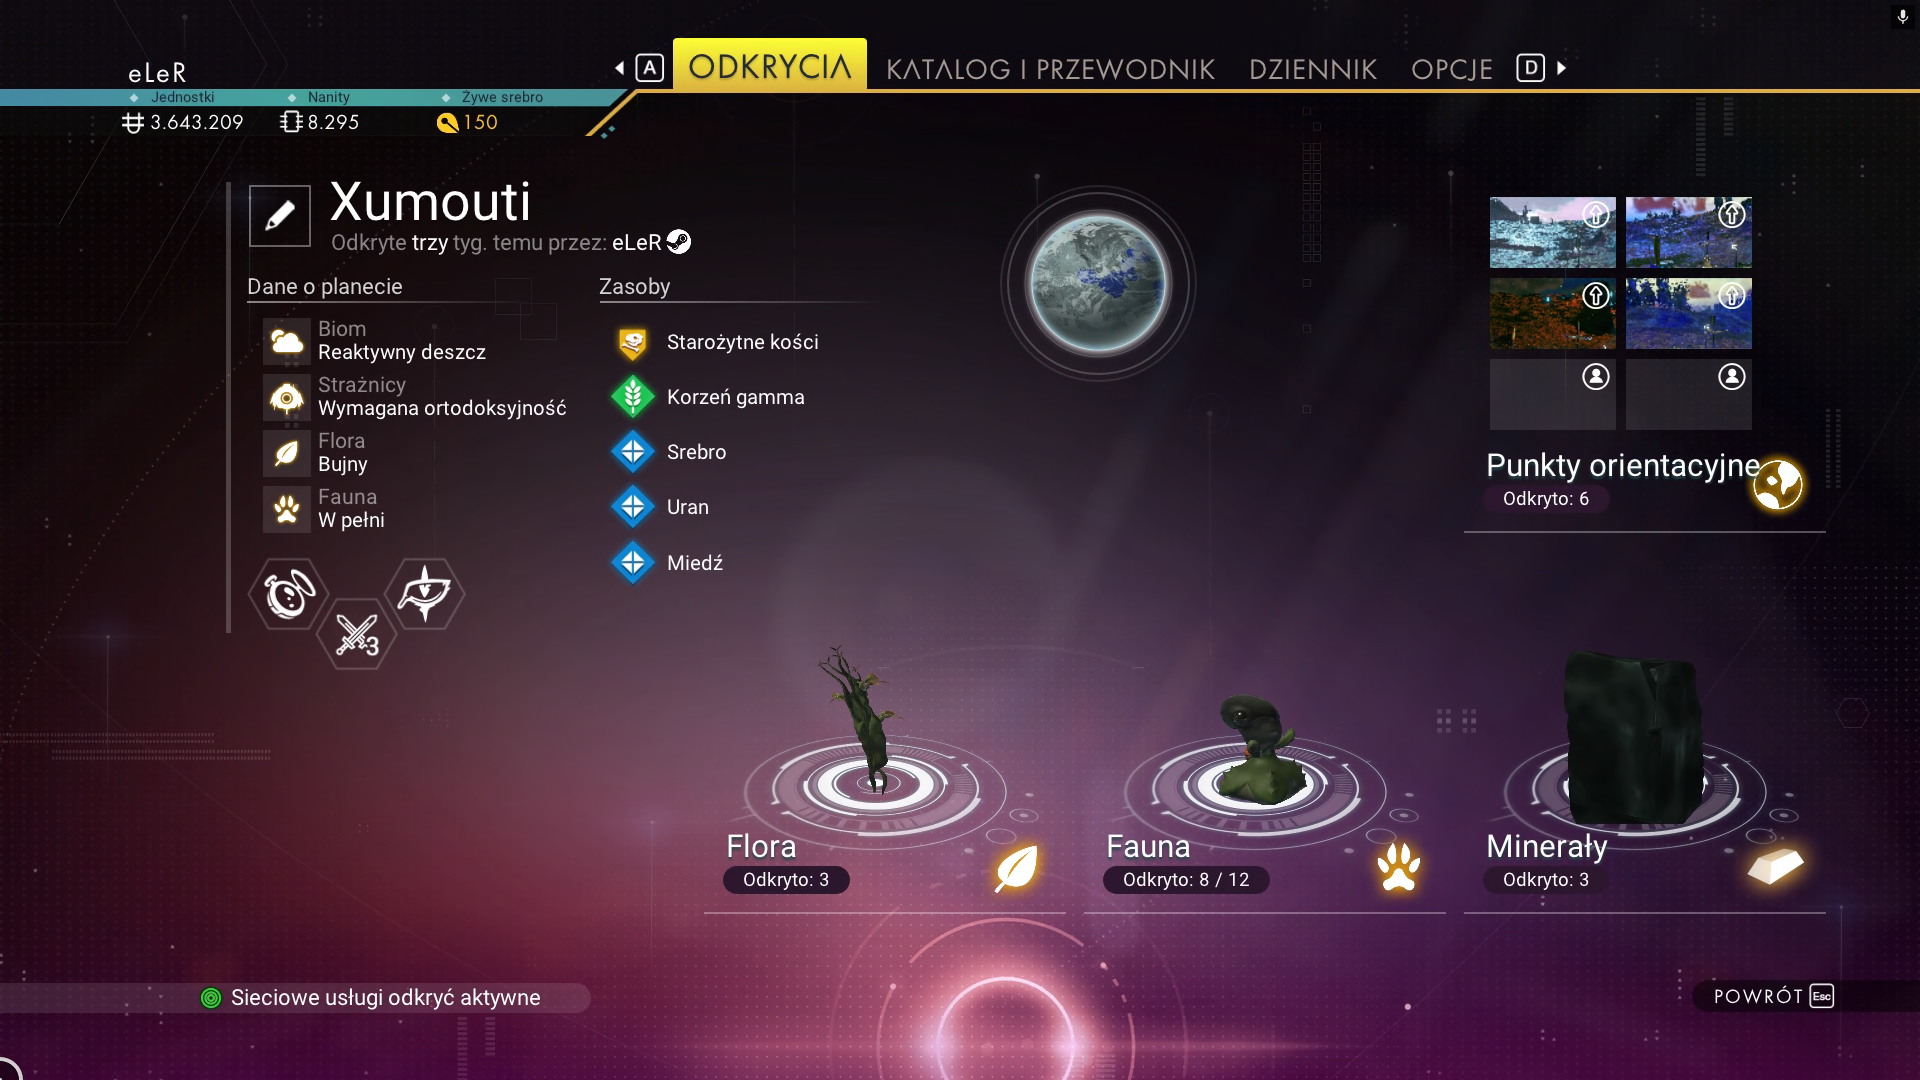 eLeR
A
ODKRYCIA
KATALOG I PRZEWODNIK
DZIENNIK
OPCJE
D
Jednostki
Nanity
Żywe srebro
3.643.209
8.295
150
Xumouti
Odkryte trzy tyg. temu przez: eLeR
Dane o planecie
Biom
Reaktywny deszcz
Strażnicy
Wymagana ortodoksyjność
Flora
Bujny
Fauna
W pełni
3
Zasoby
Starożytne kości
Korzeń gamma
Srebro
Uran
Miedź
Punkty orientacyjne
Odkryto: 6
Flora
Odkryto: 3
Fauna
Odkryto: 8 / 12
Minerały
Odkryto: 3
Sieciowe usługi odkryć aktywne
POWRÓT Esc